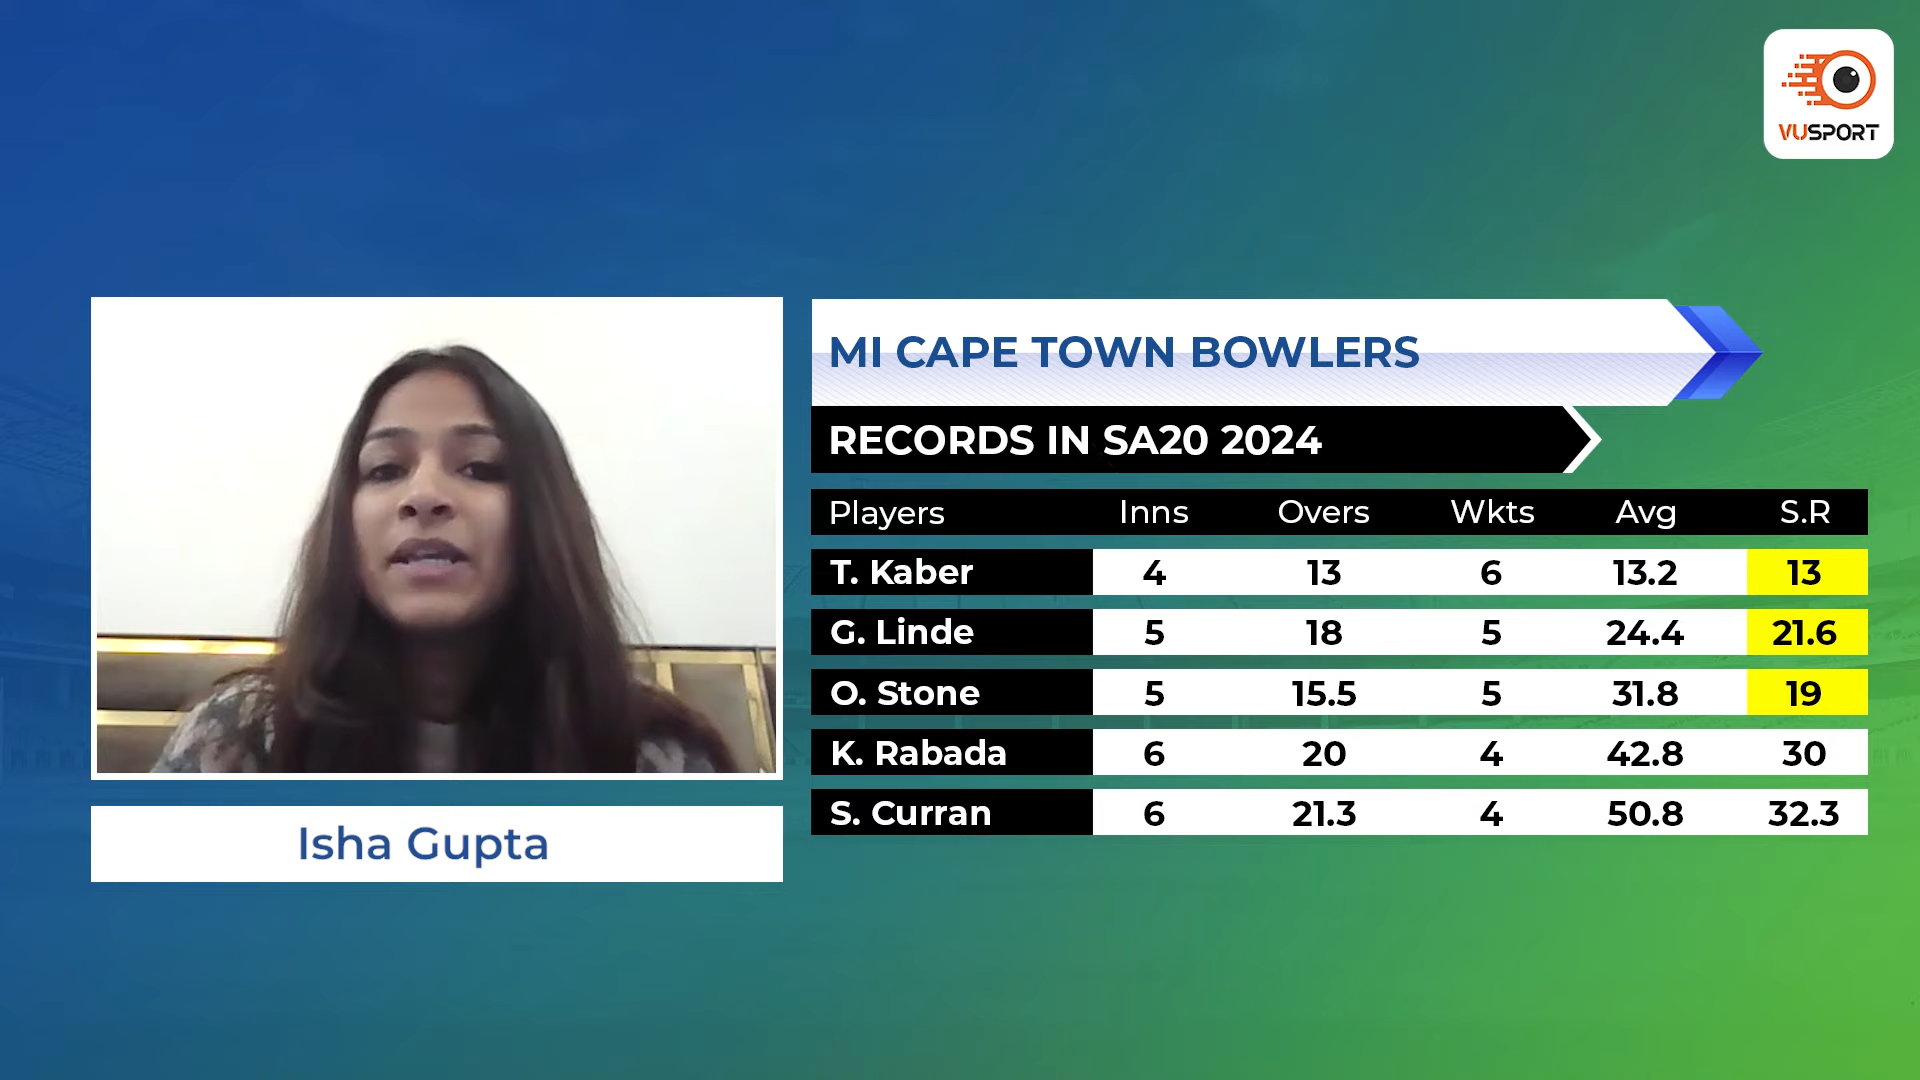 VUSPORT
MI CAPE TOWN BOWLERS
RECORDS IN SA20 2024
Players Inns Overs Wkts Avg S.R
T. Kaber 4 13 6 13.2 13
G. Linde 5 18 5 24.4 21.6
O. Stone 5 15.5 5 31.8 19
K. Rabada 6 20 4 42.8 30
S. Curran 6 21.3 4 50.8 32.3
Isha Gupta